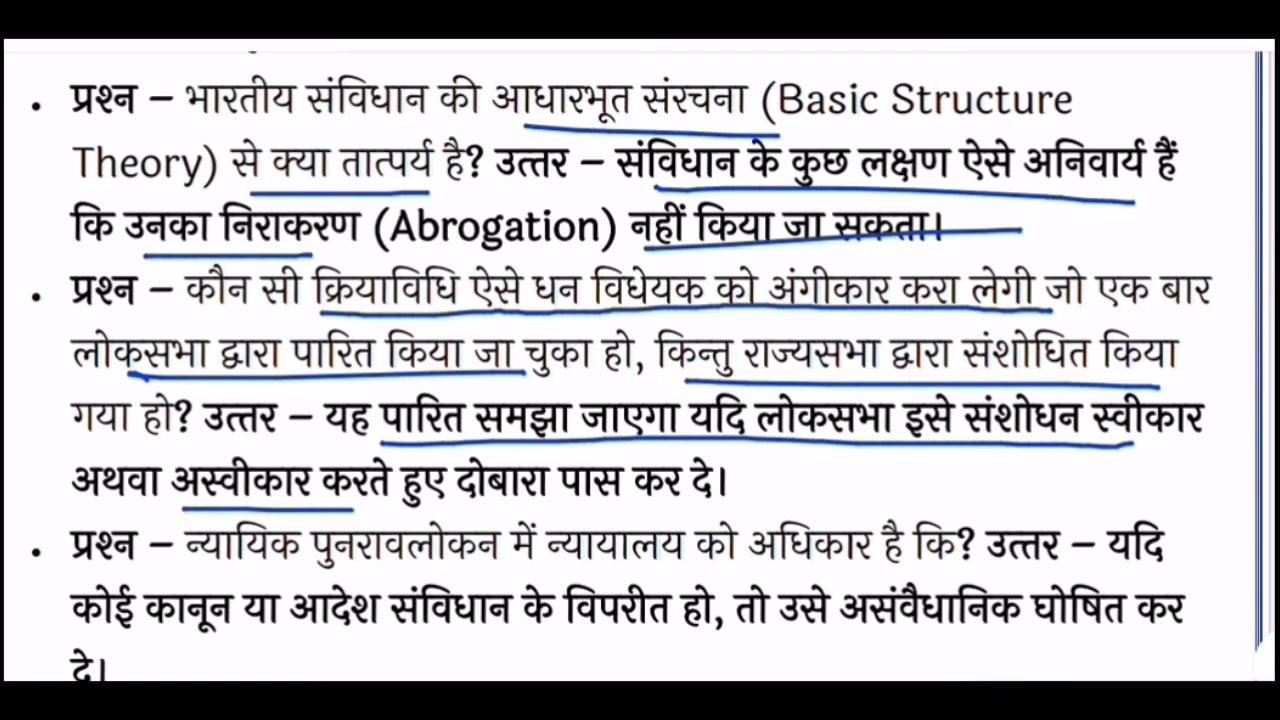 • प्रश्न – भारतीय संविधान की आधारभूत संरचना (Basic Structure
Theory) से क्या तात्पर्य है? उत्तर – संविधान के कुछ लक्षण ऐसे अनिवार्य हैं
कि उनका निराकरण (Abrogation) नहीं किया जा सकता।
• प्रश्न – कौन सी क्रियाविधि ऐसे धन विधेयक को अंगीकार करा लेगी जो एक बार
लोकसभा द्वारा पारित किया जा चुका हो, किन्तु राज्यसभा द्वारा संशोधित किया
गया हो? उत्तर – यह पारित समझा जाएगा यदि लोकसभा इसे संशोधन स्वीकार
अथवा अस्वीकार करते हुए दोबारा पास कर दे।
• प्रश्न – न्यायिक पुनरावलोकन में न्यायालय को अधिकार है कि? उत्तर – यदि
कोई कानून या आदेश संविधान के विपरीत हो, तो उसे असंवैधानिक घोषित कर
दे।